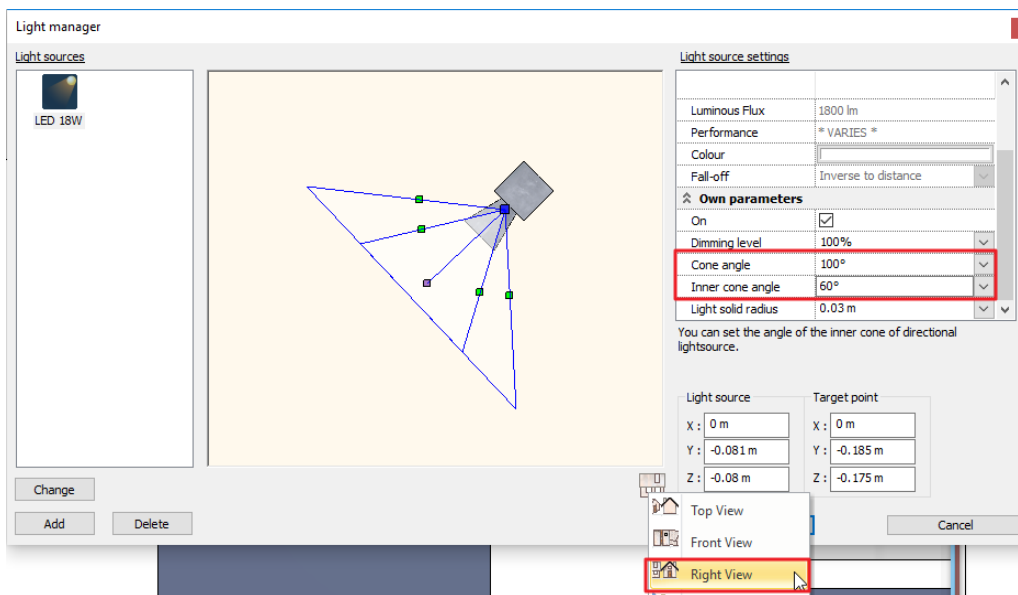 Light manager
Light sources
LED 18W
Light source settings
Luminous Flux 1800 lm
Performance * VARIES *
Colour
Fall-off Inverse to distance
Own parameters
On
Dimming level 100%
Cone angle 100°
Inner cone angle 60°
Light solid radius 0.03 m
You can set the angle of the inner cone of directional
lightsource.
Light source Target point
X : 0 m X : 0 m
Y : -0.081 m Y : -0.185 m
Z : -0.08 m Z : -0.175 m
Change
Add Delete
Cancel
Top View
Front View
Right View